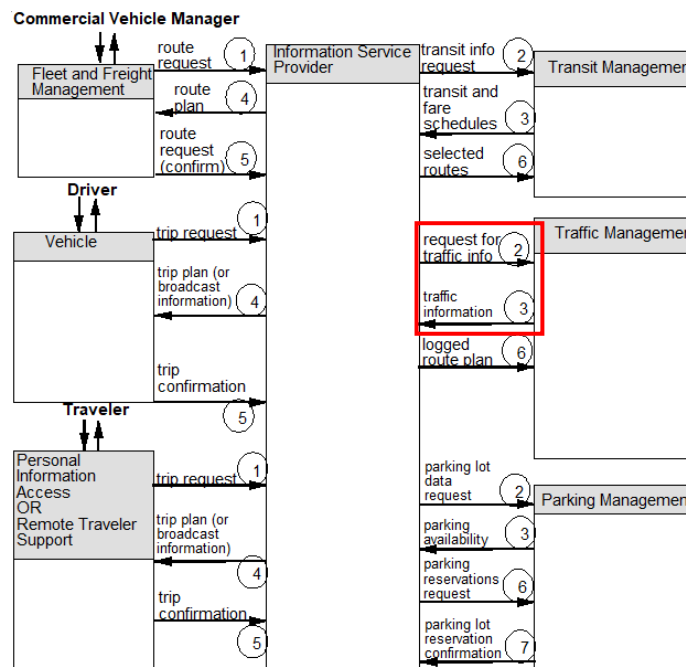 Commercial Vehicle Manager
route
request
1
Fleet and Freight
Management
route
plan
4
route
request
(confirm)
5
Driver
Vehicle
trip request
1
trip plan (or
broadcast
information)
4
trip
confirmation
5
Traveler
Personal
Information
Access
OR
Remote Traveler
Support
trip request
1
trip plan (or
broadcast
information)
4
trip
confirmation
5
Information Service
Provider
transit info
request
2
transit and
fare
schedules
3
selected
routes
6
Transit Managemen
request for
traffic info
2
traffic
information
3
logged
route plan
6
Traffic Managemen
parking lot
data
request
2
parking
availability
3
parking
reservations
request
6
parking lot
reservation
confirmation
7
Parking Managemen